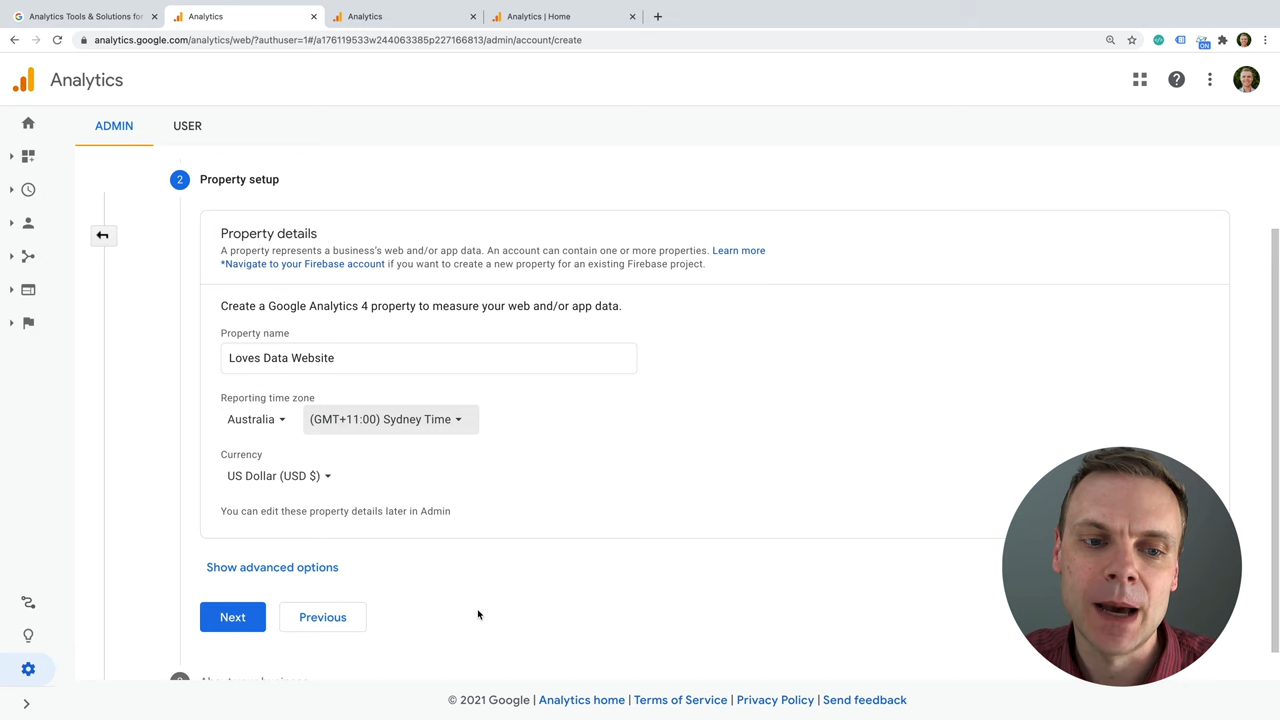 Analytics Tools & Solutions for
Analytics
Analytics
Analytics | Home
analytics.google.com/analytics/web/?authuser=1#/a176119533w244063385p227166813/admin/account/create
ON
Analytics
ADMIN
USER
2
Property setup
Property details
A property represents a business's web and/or app data. An account can contain one or more properties. Learn more
*Navigate to your Firebase account if you want to create a new property for an existing Firebase project.
Create a Google Analytics 4 property to measure your web and/or app data.
Property name
Loves Data Website
Reporting time zone
Australia
(GMT+11:00) Sydney Time
Currency
US Dollar (USD $)
You can edit these property details later in Admin
Show advanced options
Next
Previous
© 2021 Google | Analytics home | Terms of Service | Privacy Policy | Send feedback